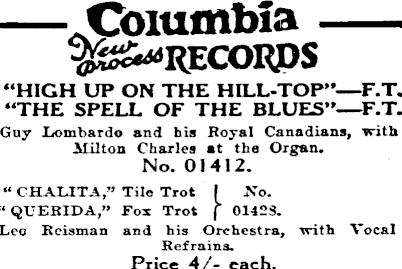 Columbia
New process RECORDS
"HIGH UP ON THE HILL-TOP"—F.T.
"THE SPELL OF THE BLUES"—F.T.
Guy Lombardo and his Royal Canadians, with
Milton Charles at the Organ.
No. 01412.
"CHALITA," Tile Trot } No.
"QUERIDA," Fox Trot } 01428.
Leo Reisman and his Orchestra, with Vocal
Refrains.
Price 4/- each.